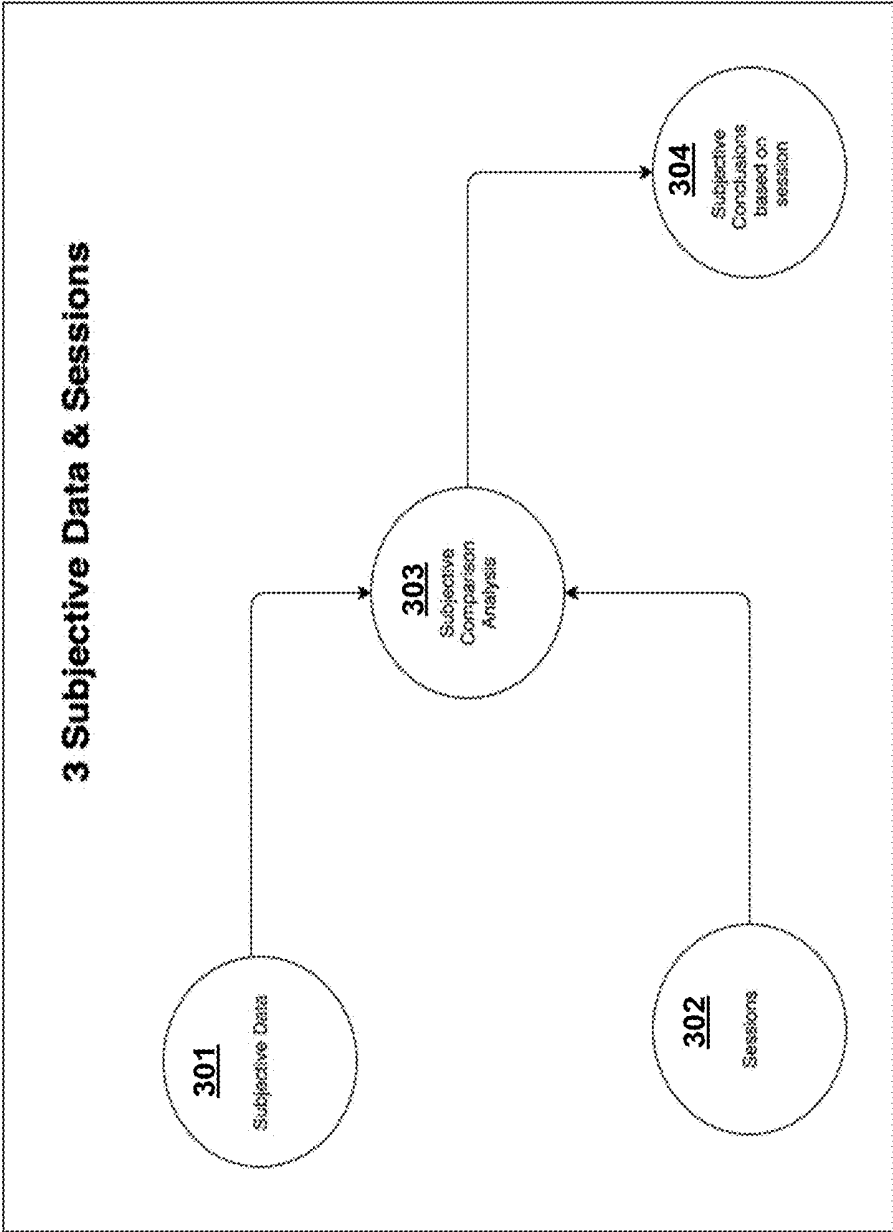 3 Subjective Data & Sessions
301
Subjective Data
302
Sessions
303
Subjective
Comparison
Analysis
304
Subjective
Conclusions
based on
session